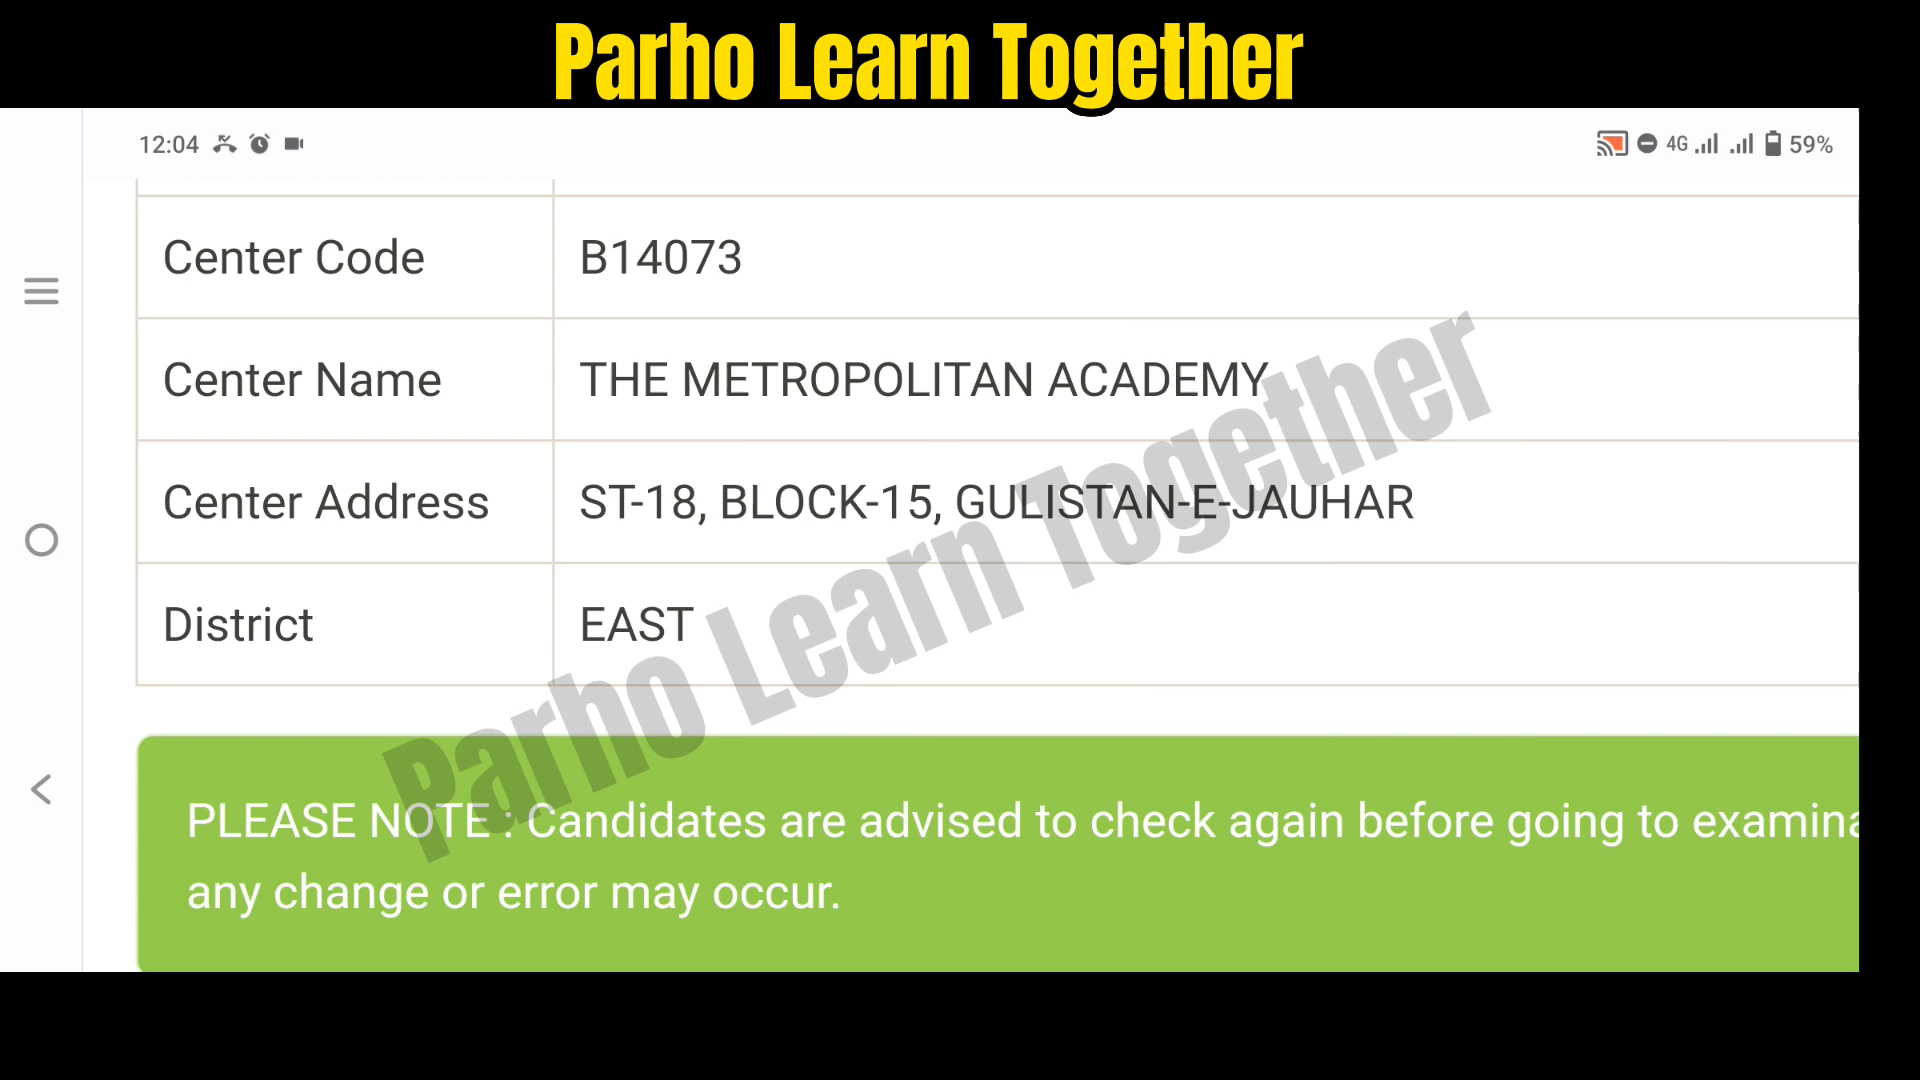 Parho Learn Together
12:04
4G 59%
Center Code B14073
Center Name THE METROPOLITAN ACADEMY
Center Address ST-18, BLOCK-15, GULISTAN-E-JAUHAR
District EAST
Parho Learn Together
PLEASE NOTE : Candidates are advised to check again before going to examina
any change or error may occur.